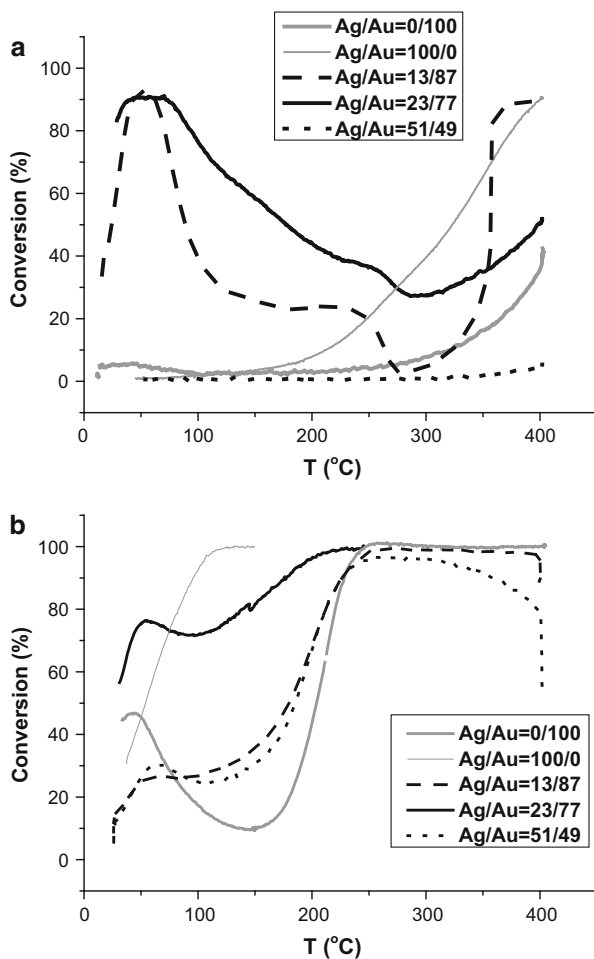 a
Ag/Au=0/100
Ag/Au=100/0
Ag/Au=13/87
Ag/Au=23/77
Ag/Au=51/49
100
80
60
40
20
0
Conversion (%)
0 100 200 300 400
T (°C)
b
100
80
60
40
20
0
Conversion (%)
Ag/Au=0/100
Ag/Au=100/0
Ag/Au=13/87
Ag/Au=23/77
Ag/Au=51/49
0 100 200 300 400
T (°C)